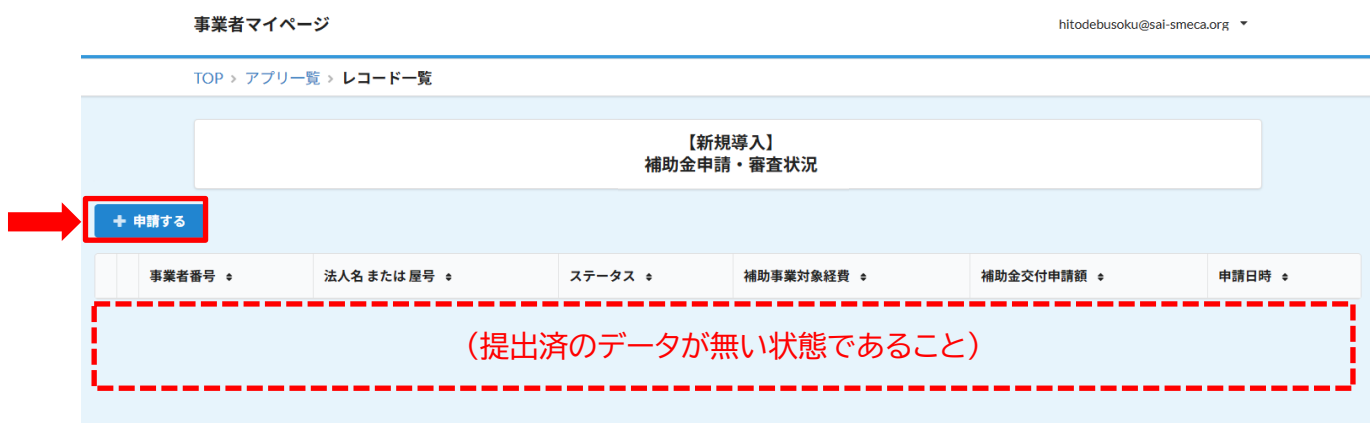 事業者マイページ
hitodebusoku@sai-smeca.org
TOP > アプリ一覧 > レコード一覧
【新規導入】
補助金申請・審査状況
申請する
事業者番号 法人名 または 屋号 ステータス 補助事業対象経費 補助金交付申請額 申請日時
（提出済のデータが無い状態であること）